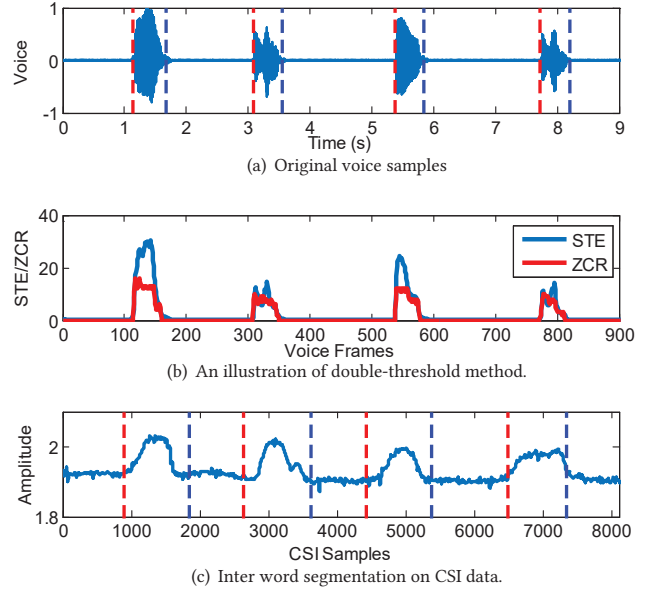 1
0
-1
Voice
0 1 2 3 4 5 6 7 8 9
Time (s)
(a) Original voice samples
40
20
0
STE/ZCR
STE
ZCR
0 100 200 300 400 500 600 700 800 900
Voice Frames
(b) An illustration of double-threshold method.
2
1.8
Amplitude
0 1000 2000 3000 4000 5000 6000 7000 8000
CSI Samples
(c) Inter word segmentation on CSI data.